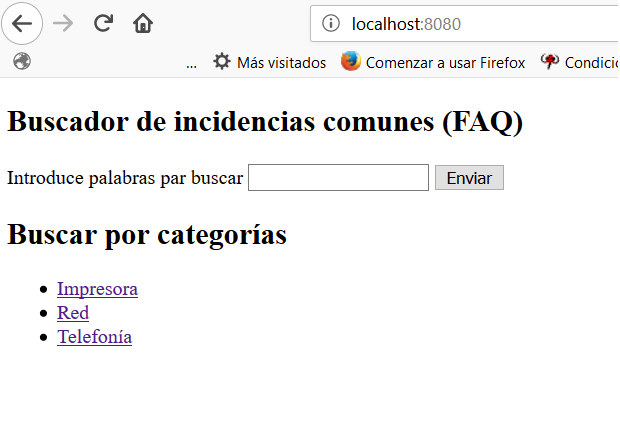 localhost:8080
... Más visitados Comenzar a usar Firefox Condicio
Buscador de incidencias comunes (FAQ)
Introduce palabras par buscar Enviar
Buscar por categorías
Impresora
Red
Telefonía